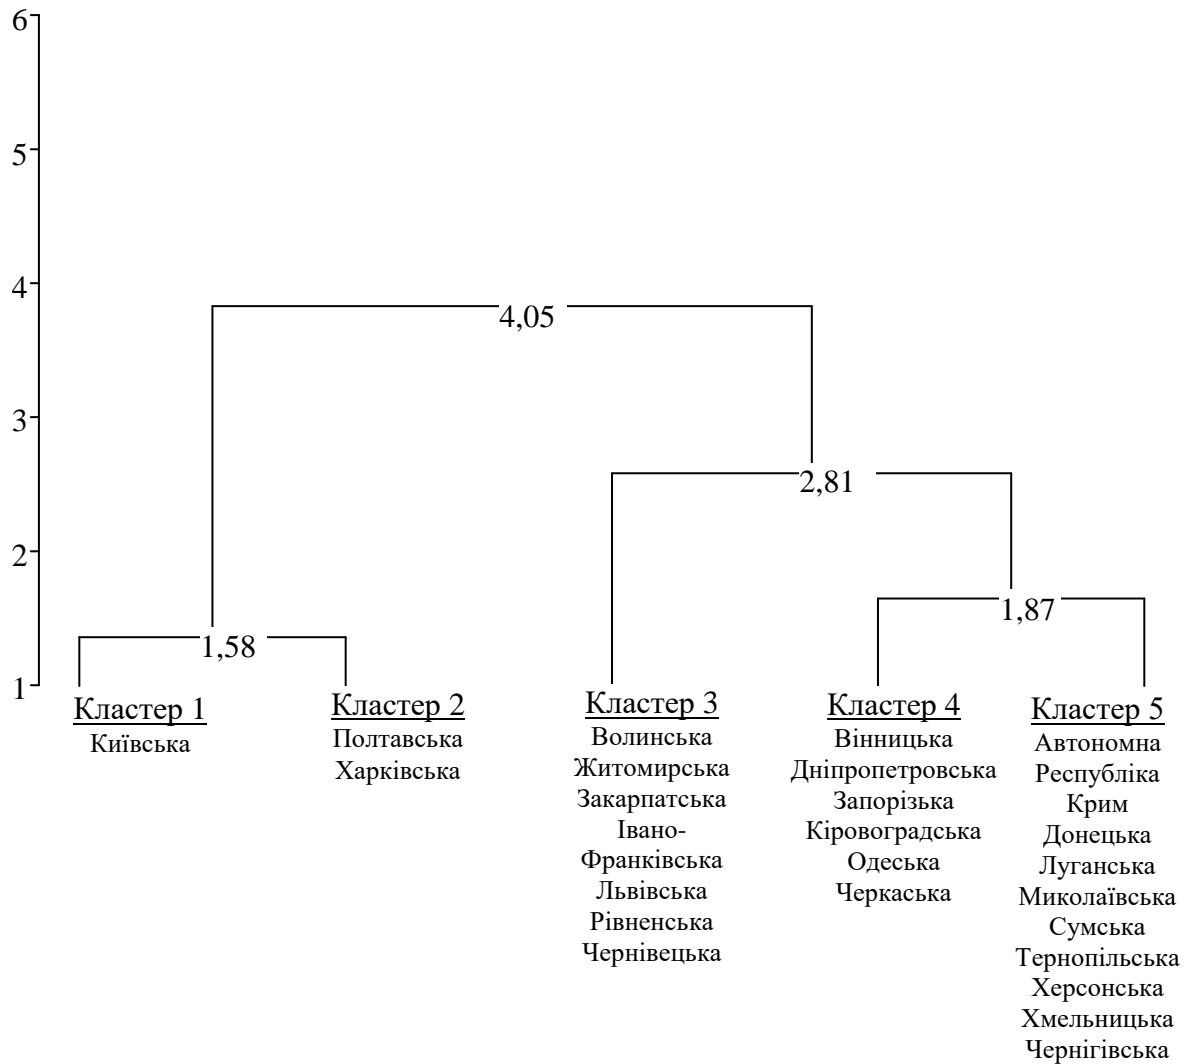 6
5
4
4,05
3
2,81
2
1,87
1,58
1
Кластер 1
Київська
Кластер 2
Полтавська
Харківська
Кластер 3
Волинська
Житомирська
Закарпатська
Івано-
Франківська
Львівська
Рівненська
Чернівецька
Кластер 4
Вінницька
Дніпропетровська
Запорізька
Кіровоградська
Одеська
Черкаська
Кластер 5
Автономна
Республіка
Крим
Донецька
Луганська
Миколаївська
Сумська
Тернопільська
Херсонська
Хмельницька
Чернігівська